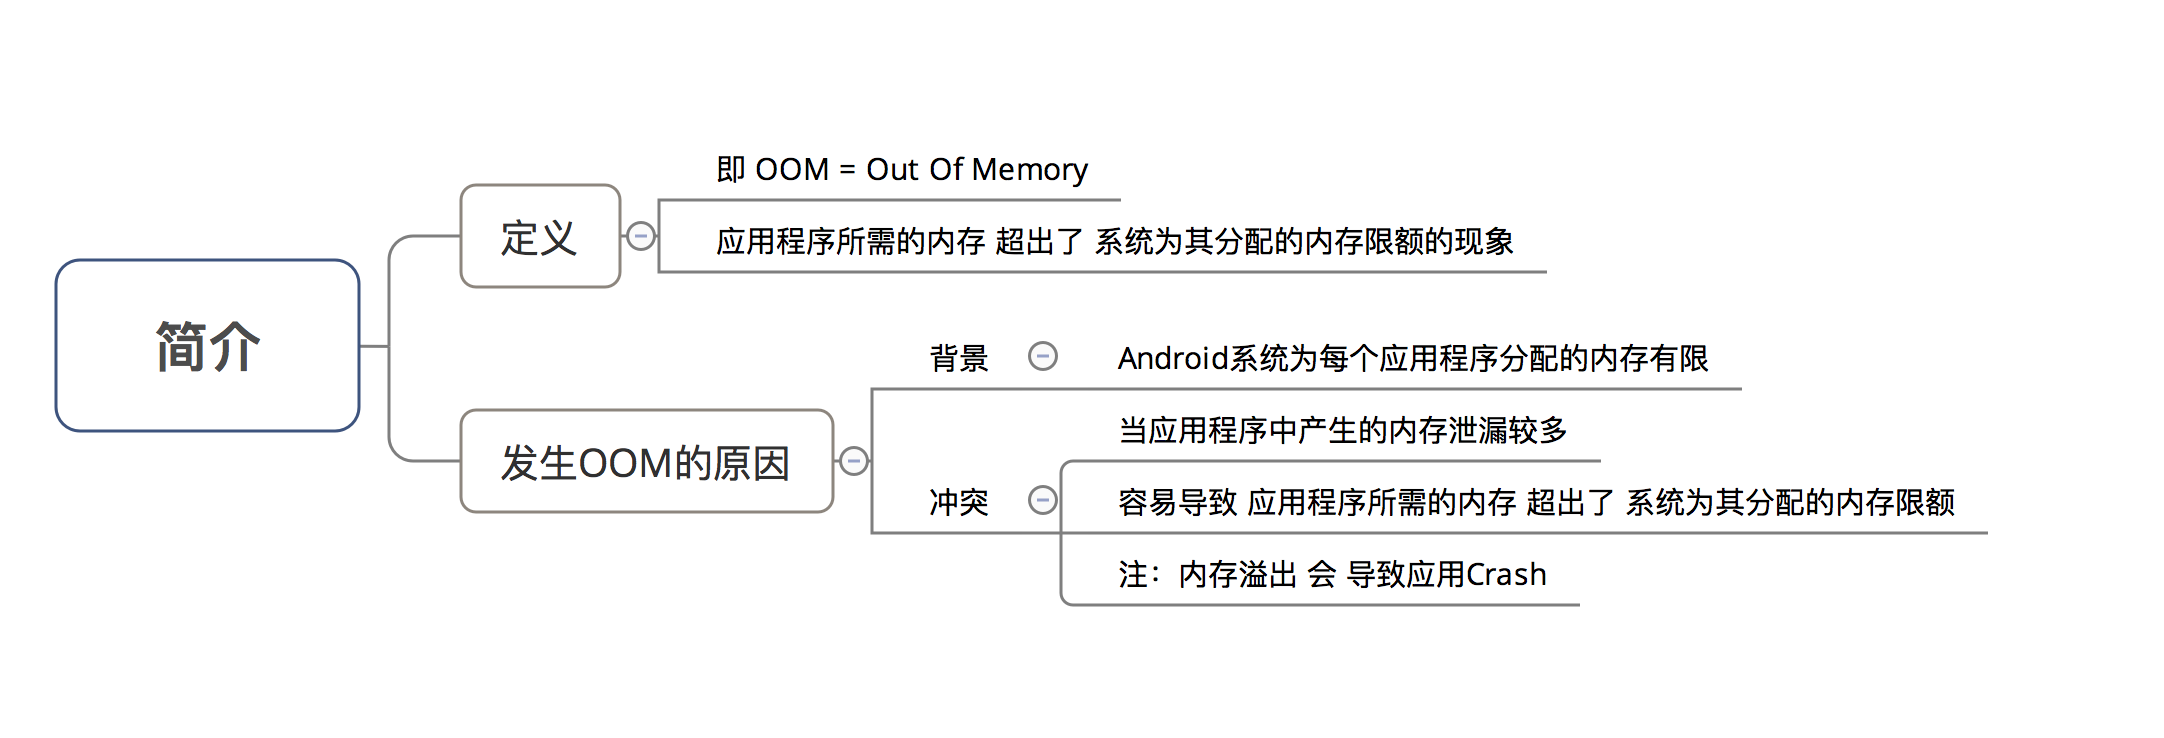 简介
定义
即 OOM = Out Of Memory
应用程序所需的内存 超出了 系统为其分配的内存限额的现象
发生OOM的原因
背景
Android系统为每个应用程序分配的内存有限
冲突
当应用程序中产生的内存泄漏较多
容易导致 应用程序所需的内存 超出了 系统为其分配的内存限额
注：内存溢出 会 导致应用Crash